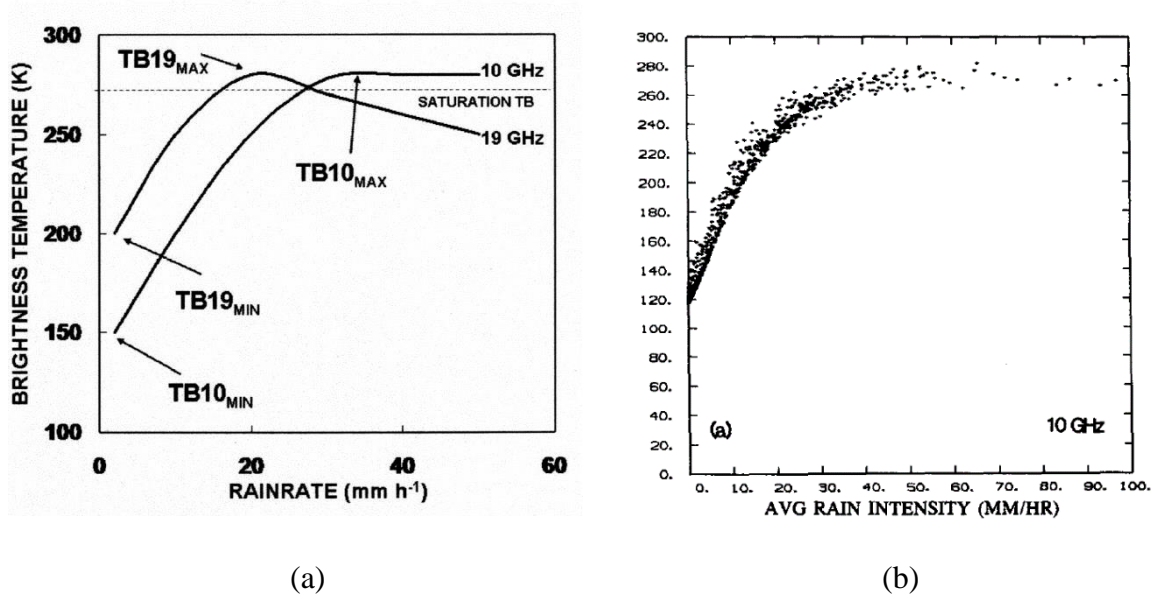 300
250
200
150
100
BRIGHTNESS TEMPERATURE (K)
TB19MAX
10 GHz
SATURATION TB
19 GHz
TB10MAX
TB19MIN
TB10MIN
0
20
40
60
RAINRATE (mm h-1)
(a)
300.
280.
260.
240.
220.
200.
180.
160.
140.
120.
100.
80.
60.
40.
20.
0.
(a)
10 GHz
0. 10. 20. 30. 40. 50. 60. 70. 80. 90. 100.
AVG RAIN INTENSITY (MM/HR)
(b)